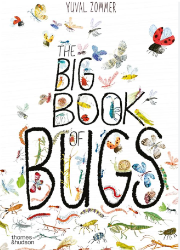 YUVAL ZOMMER
THE
BIG
BOOK
OF
BUGS
thames&hudson